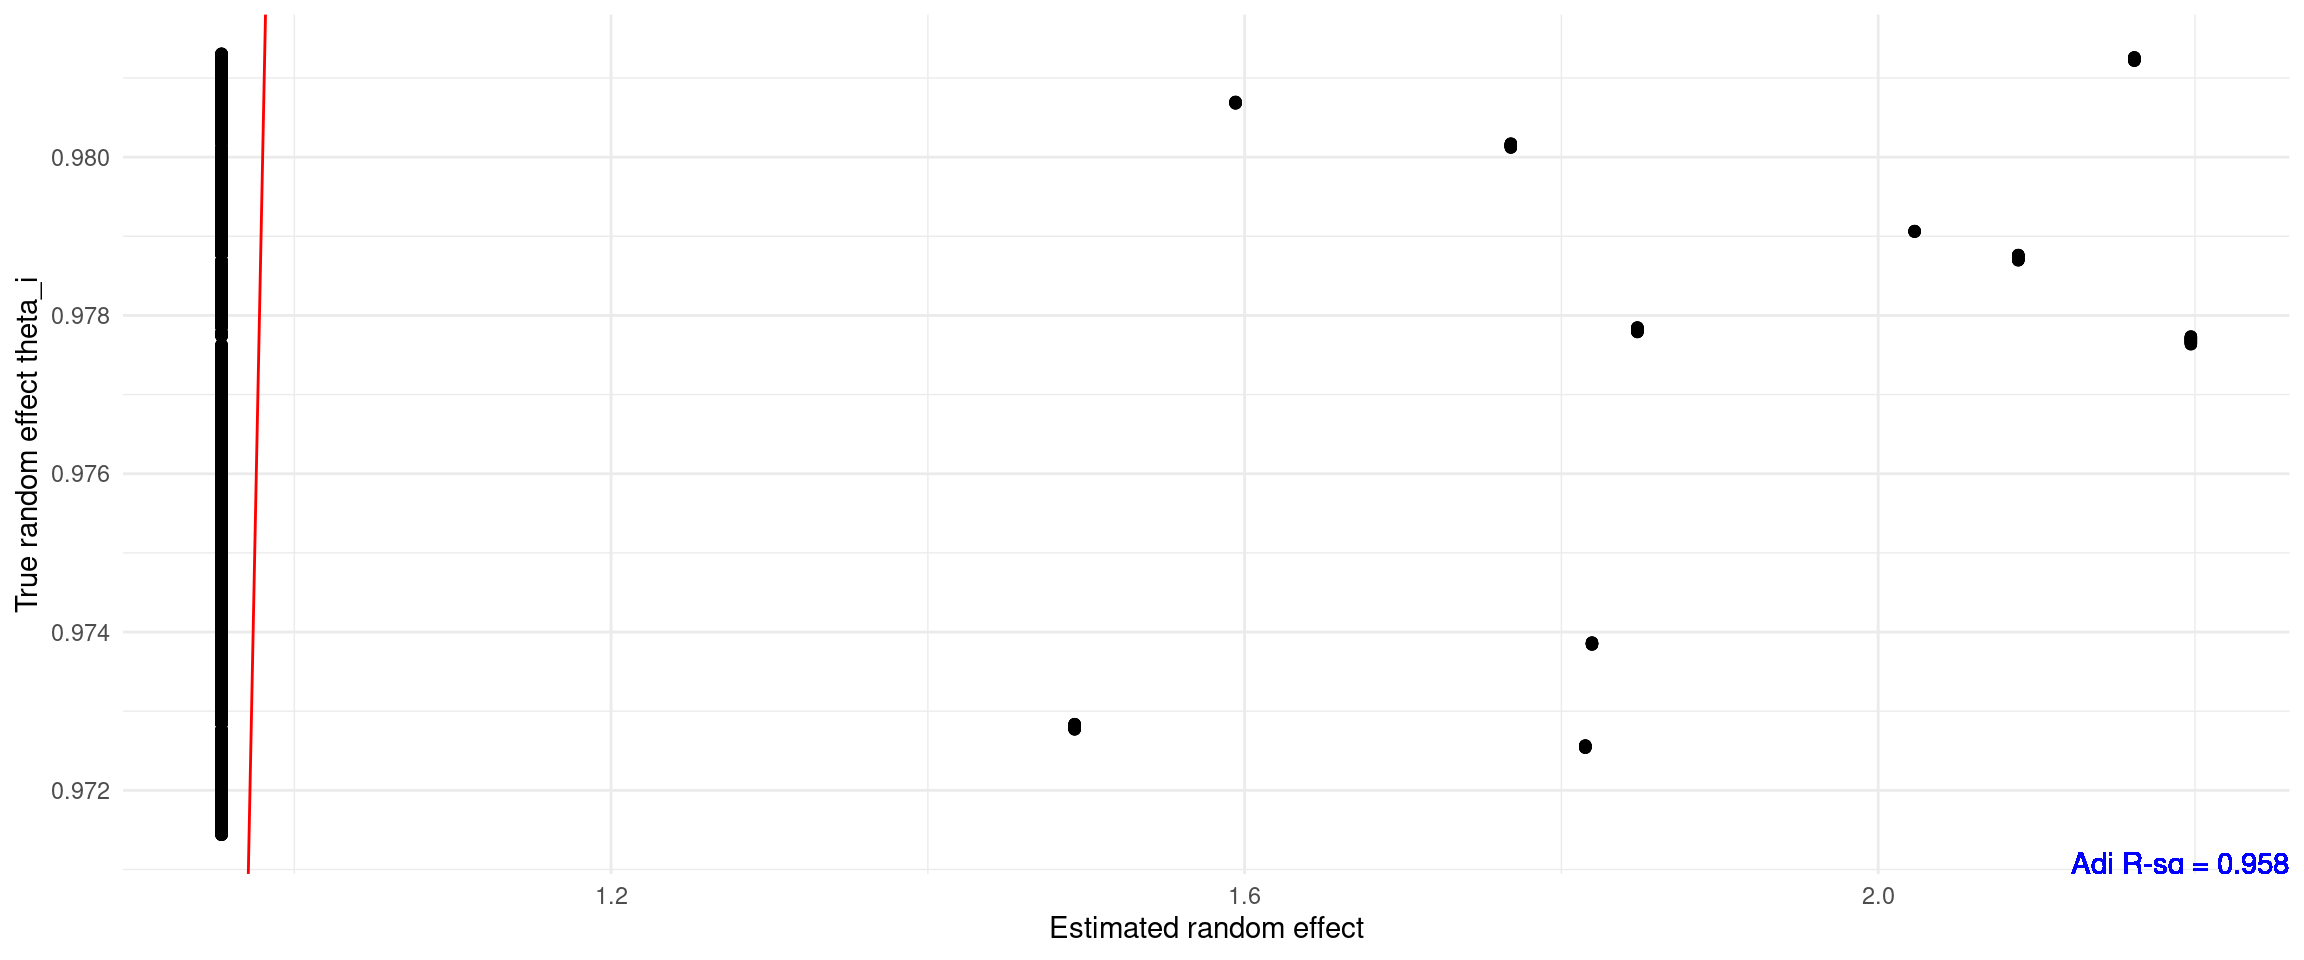 True random effect theta_i
0.980
0.978
0.976
0.974
0.972
Adj R-sq = 0.958
1.2 1.6 2.0
Estimated random effect